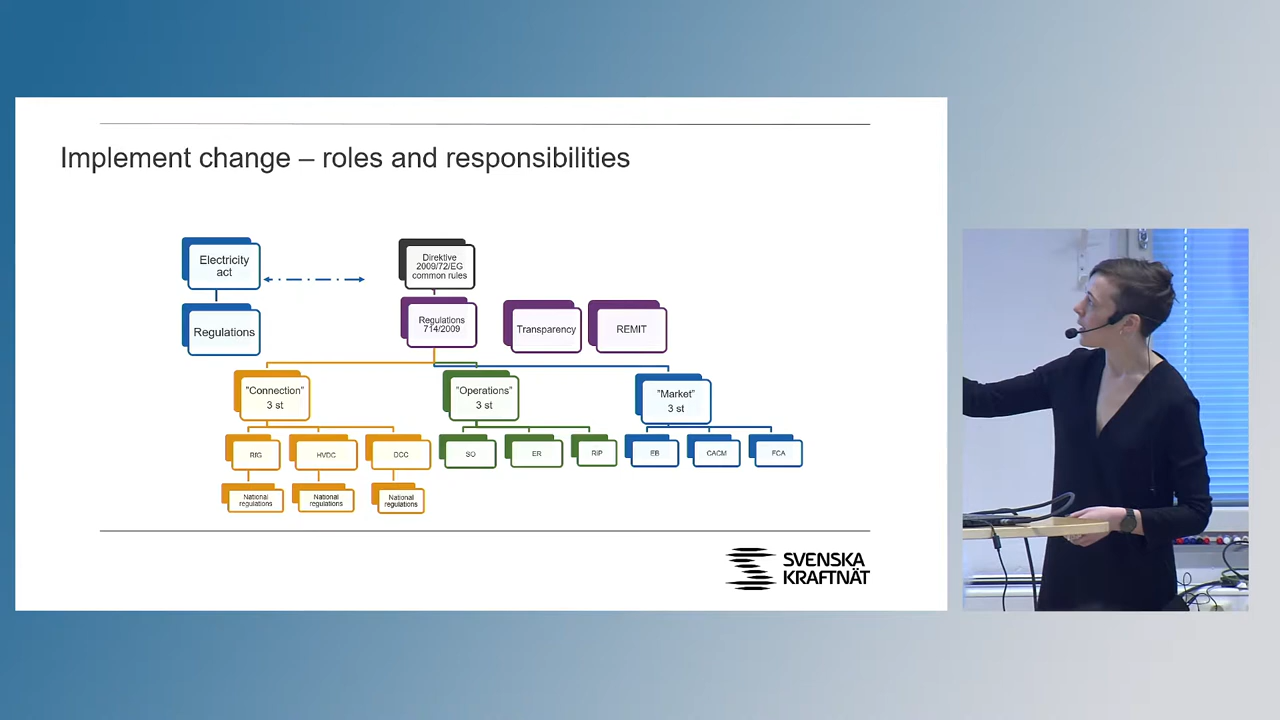 Implement change – roles and responsibilities
Electricity
act
Direktive
2009/72/EG
common rules
Regulations
Regulations
714/2009
Transparency
REMIT
"Connection"
3 st
"Operations"
3 st
"Market"
3 st
RfG
HVDC
DCC
SO
ER
RIP
EB
CACM
FCA
National
regulations
National
regulations
National
regulations
SVENSKA
KRAFTNÄT